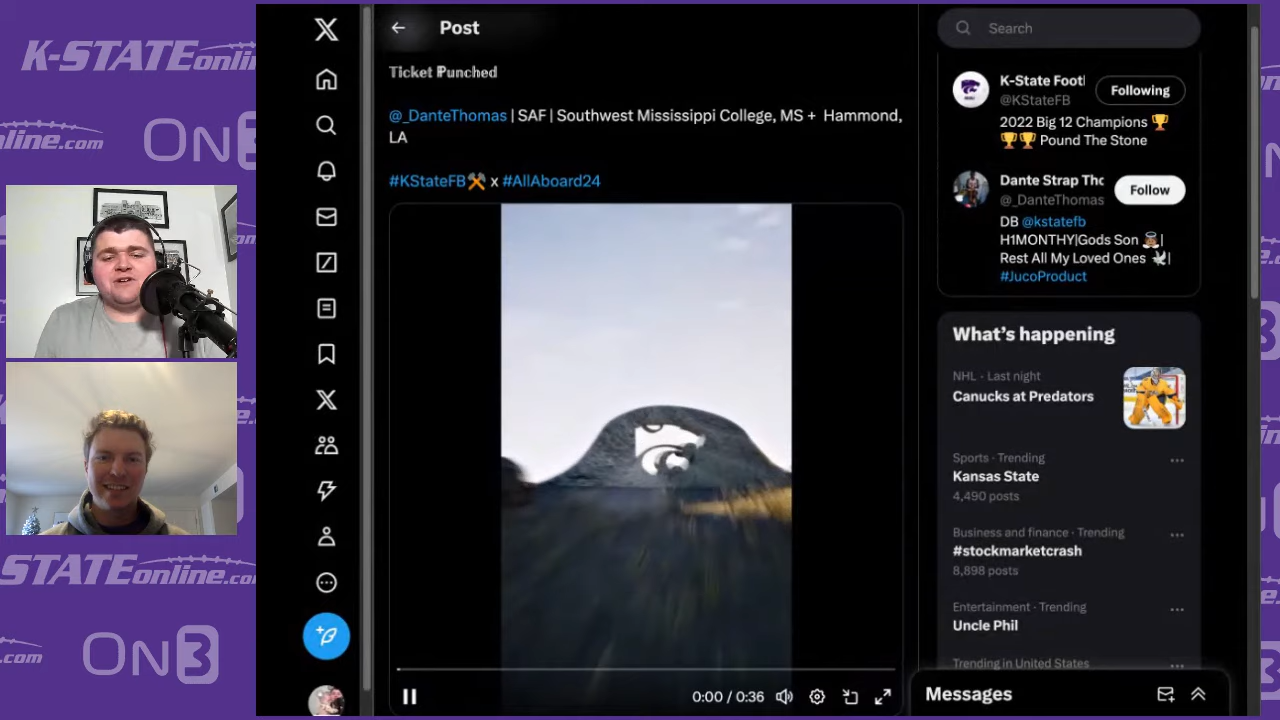 K-STATEonlin
online.com
ON3
Post
Ticket Punched
@_DanteThomas | SAF | Southwest Mississippi College, MS + Hammond,
LA
#KStateFB⚒️ x #AllAboard24
0:00 / 0:36
Search
K-State Footl
Following
@KStateFB
2022 Big 12 Champions 🏆
🏆🏆 Pound The Stone
Dante Strap Tho
Follow
@_DanteThomas
DB @kstatefb
H1MONTHY|Gods Son 👼🏾|
Rest All My Loved Ones 🕊|
#JucoProduct
What's happening
NHL · Last night
Canucks at Predators
Sports · Trending
Kansas State
4,490 posts
Business and finance · Trending
#stockmarketcrash
8,898 posts
Entertainment · Trending
Uncle Phil
Trending in United States
Messages
STATEonline.co
.com
ON3